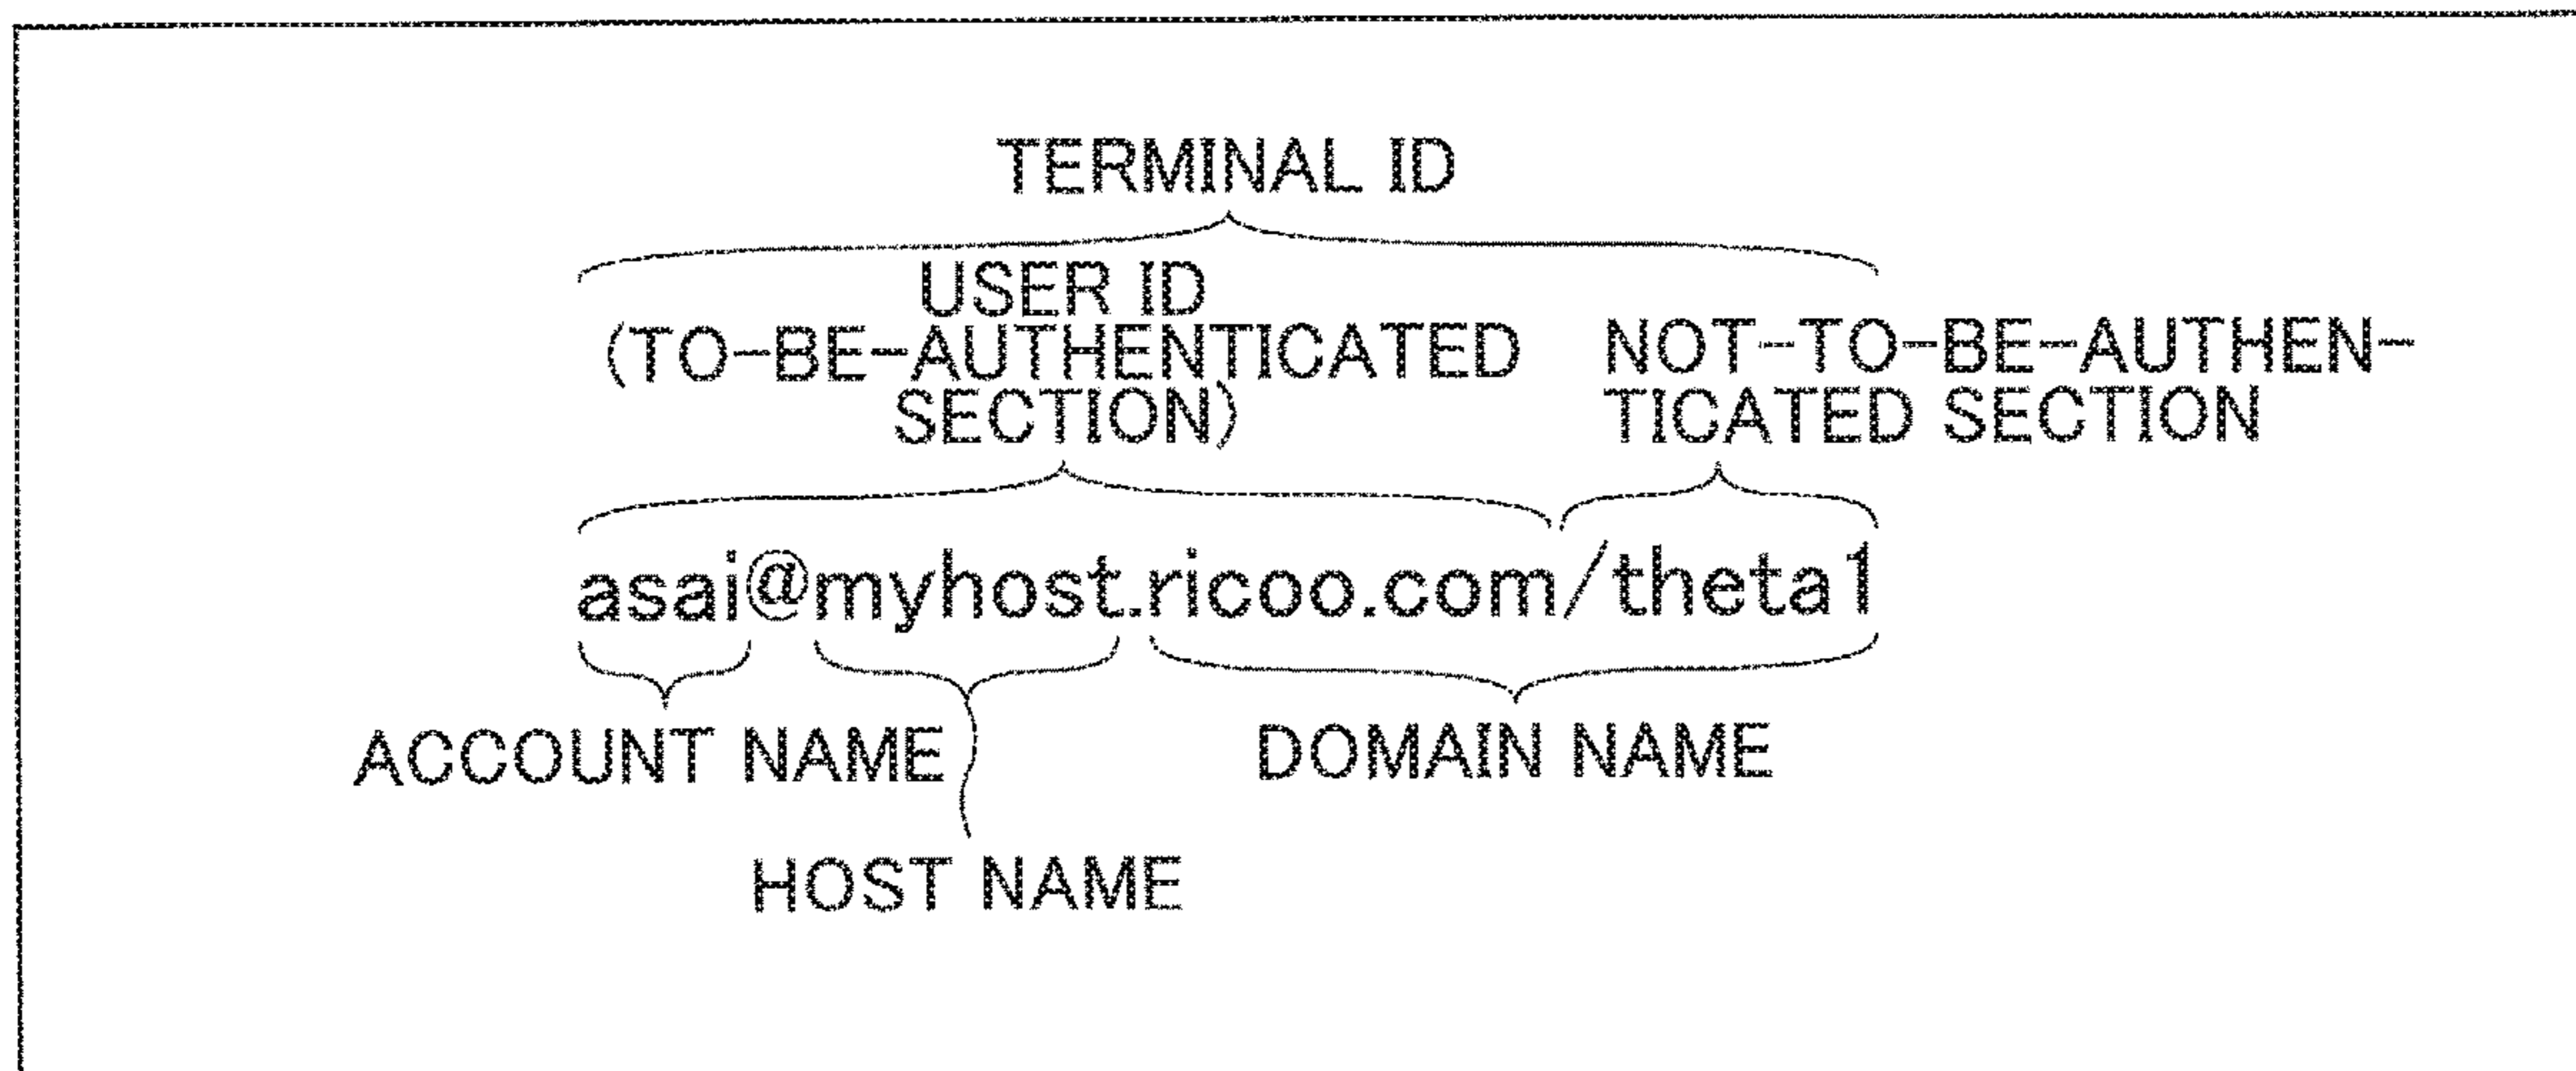 TERMINAL ID
USER ID
(TO-BE-AUTHENTICATED
SECTION)
NOT-TO-BE-AUTHEN-
TICATED SECTION
asai@myhost.ricoo.com/theta1
ACCOUNT NAME
DOMAIN NAME
HOST NAME